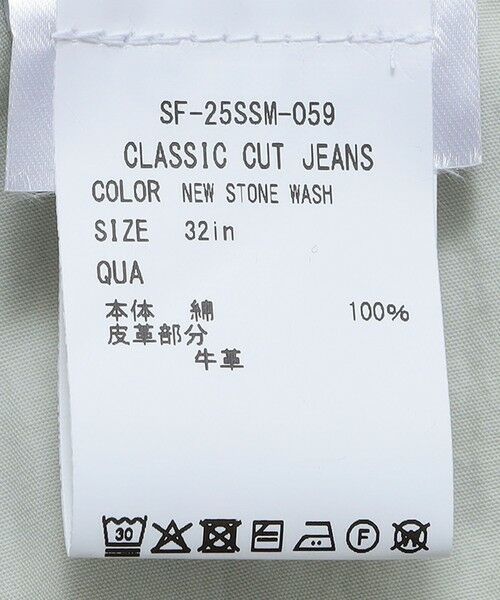 SF-25SSM-059
CLASSIC CUT JEANS
COLOR NEW STONE WASH
SIZE 32in
QUA
本体 綿 100%
皮革部分
牛革
30 F W